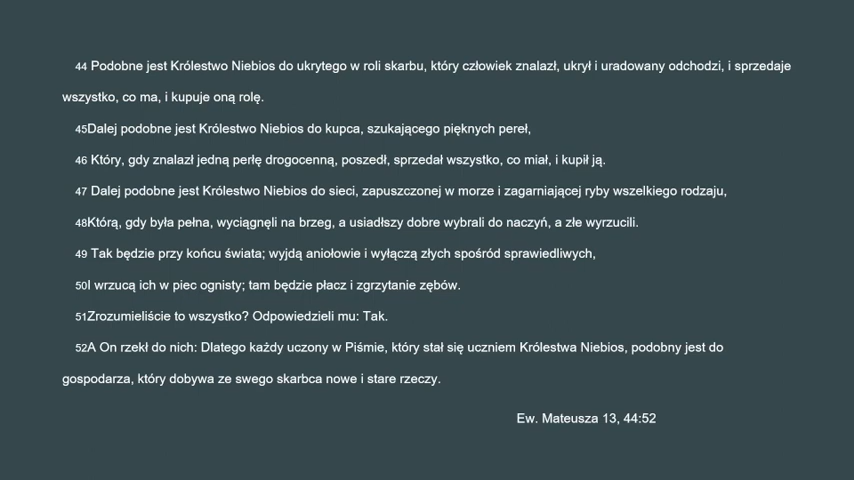 44 Podobne jest Królestwo Niebios do ukrytego w roli skarbu, który człowiek znalazł, ukrył i uradowany odchodzi, i sprzedaje
wszystko, co ma, i kupuje oną rolę.
45Dalej podobne jest Królestwo Niebios do kupca, szukającego pięknych pereł,
46 Który, gdy znalazł jedną perłę drogocenną, poszedł, sprzedał wszystko, co miał, i kupił ją.
47 Dalej podobne jest Królestwo Niebios do sieci, zapuszczonej w morze i zagarniającej ryby wszelkiego rodzaju,
48Którą, gdy była pełna, wyciągnęli na brzeg, a usiadłszy dobre wybrali do naczyń, a złe wyrzucili.
49 Tak będzie przy końcu świata; wyjdą aniołowie i wyłączą złych spośród sprawiedliwych,
50I wrzucą ich w piec ognisty; tam będzie płacz i zgrzytanie zębów.
51Zrozumieliście to wszystko? Odpowiedzieli mu: Tak.
52A On rzekł do nich: Dlatego każdy uczony w Piśmie, który stał się uczniem Królestwa Niebios, podobny jest do
gospodarza, który dobywa ze swego skarbca nowe i stare rzeczy.
Ew. Mateusza 13, 44:52